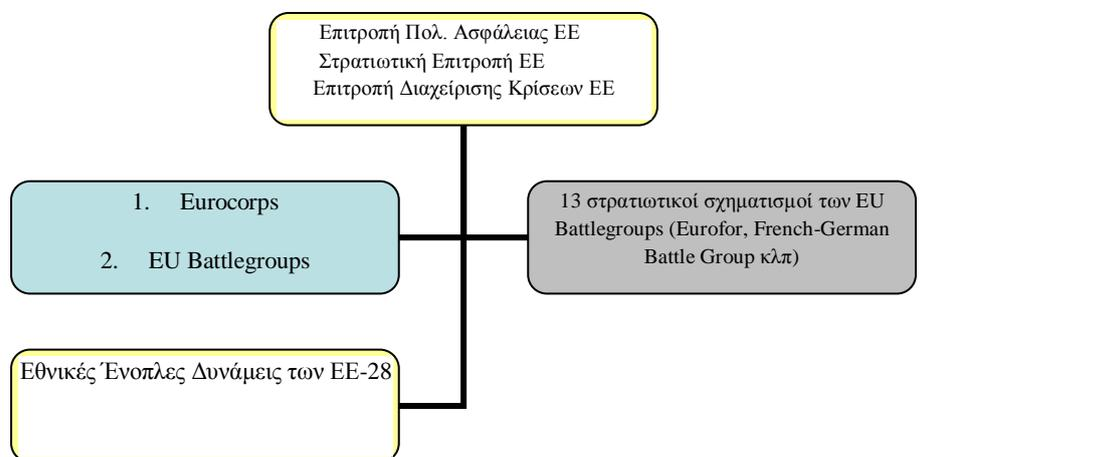 Επιτροπή Πολ. Ασφάλειας ΕΕ
Στρατιωτική Επιτροπή ΕΕ
Επιτροπή Διαχείρισης Κρίσεων ΕΕ
1. Eurocorps
2. EU Battlegroups
13 στρατιωτικοί σχηματισμοί των EU
Battlegroups (Eurofor, French-German
Battle Group κλπ)
Εθνικές Ένοπλες Δυνάμεις των ΕΕ-28